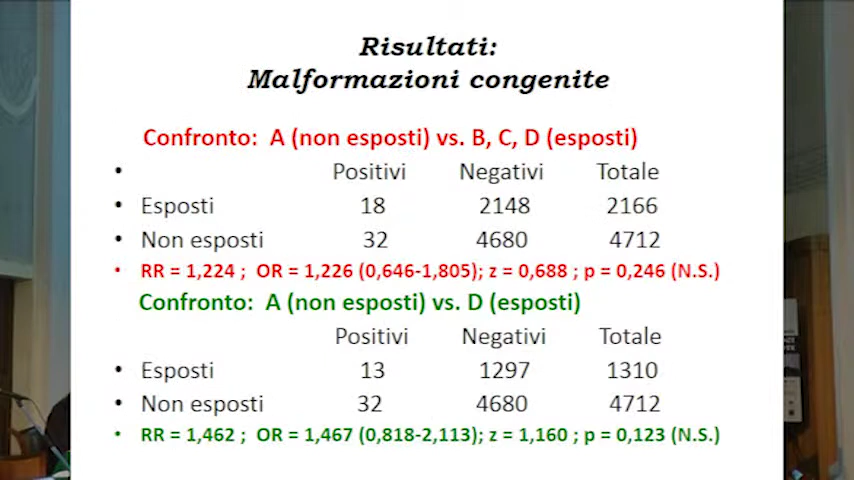 Risultati:
Malformazioni congenite
Confronto: A (non esposti) vs. B, C, D (esposti)
• Positivi Negativi Totale
• Esposti 18 2148 2166
• Non esposti 32 4680 4712
• RR = 1,224 ; OR = 1,226 (0,646-1,805); z = 0,688 ; p = 0,246 (N.S.)
Confronto: A (non esposti) vs. D (esposti)
Positivi Negativi Totale
• Esposti 13 1297 1310
• Non esposti 32 4680 4712
• RR = 1,462 ; OR = 1,467 (0,818-2,113); z = 1,160 ; p = 0,123 (N.S.)